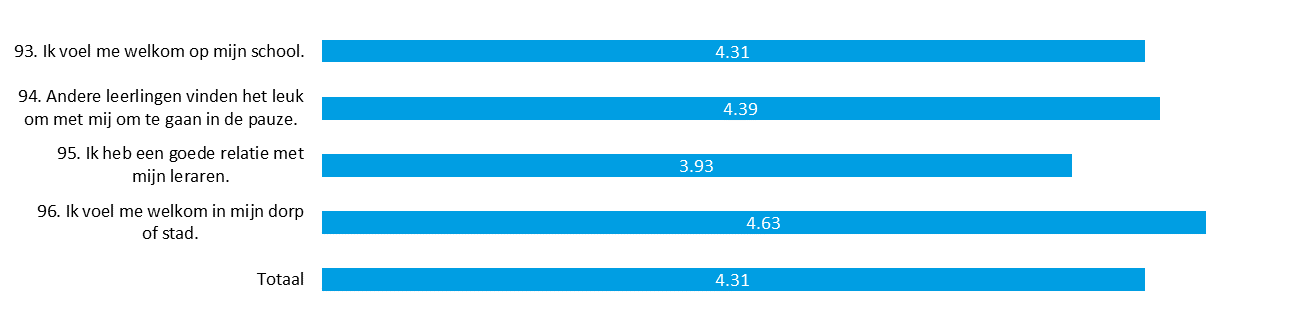 93. Ik voel me welkom op mijn school.
4.31
94. Andere leerlingen vinden het leuk
om met mij om te gaan in de pauze.
4.39
95. Ik heb een goede relatie met
mijn leraren.
3.93
96. Ik voel me welkom in mijn dorp
of stad.
4.63
Totaal
4.31